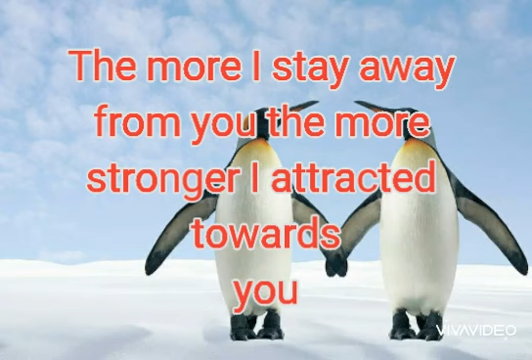 The more I stay away
from you the more
stronger I attracted
towards
you
VIVAVIDEO